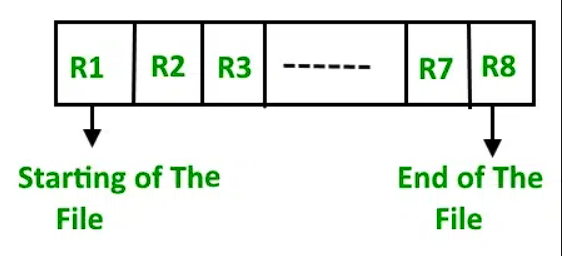 R1 R2 R3 ------ R7 R8
Starting of The
File
End of The
File